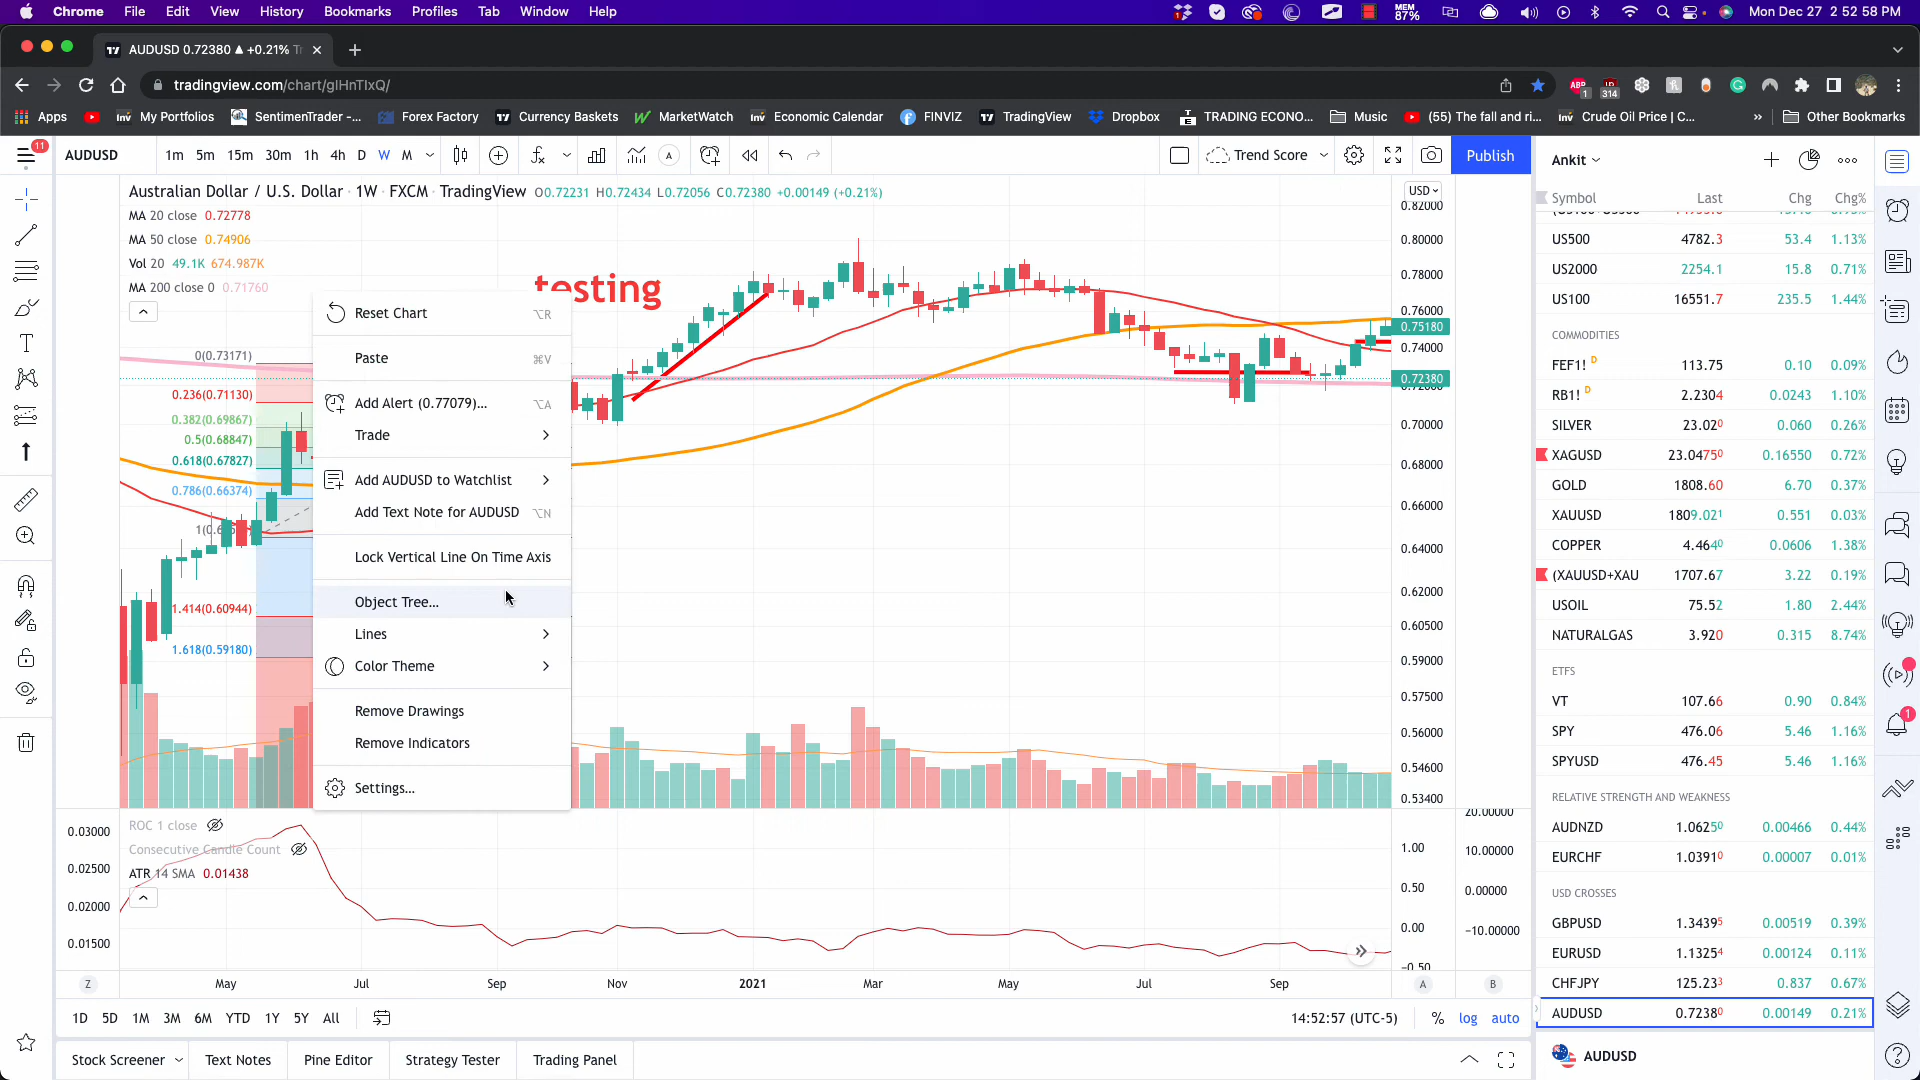 Chrome File Edit View History Bookmarks Profiles Tab Window Help MEM 87% Mon Dec 27 2 52 58 PM
AUDUSD 0.72380 ▲ +0.21% Tr
tradingview.com/chart/glHnTIxQ/
ABP 1 314
Apps My Portfolios SentimenTrader -... Forex Factory Currency Baskets MarketWatch Economic Calendar FINVIZ TradingView Dropbox TRADING ECONO... Music (55) The fall and ri... Crude Oil Price | C... » Other Bookmarks
11 AUDUSD 1m 5m 15m 30m 1h 4h D W M Trend Score Publish
Ankit
Australian Dollar / U.S. Dollar · 1W · FXCM · TradingView O0.72231 H0.72434 L0.72056 C0.72380 +0.00149 (+0.21%)
MA 20 close 0.72778
MA 50 close 0.74906
Vol 20 49.1K 674.987K
MA 200 close 0 0.71760
testing
0(0.73171)
0.236(0.71130)
0.382(0.69867)
0.5(0.68847)
0.618(0.67827)
0.786(0.66374)
1.414(0.60944)
1.618(0.59180)
Reset Chart ⌥R
Paste ⌘V
Add Alert (0.77079)... ⌥A
Trade
Add AUDUSD to Watchlist
Add Text Note for AUDUSD ⌥N
Lock Vertical Line On Time Axis
Object Tree...
Lines
Color Theme
Remove Drawings
Remove Indicators
Settings...
USD
0.82000
0.80000
0.78000
0.76000
0.75180
0.74000
0.72380
0.70000
0.68000
0.66000
0.64000
0.62000
0.60500
0.59000
0.57500
0.56000
0.54600
0.53400
ROC 1 close
Consecutive Candle Count
ATR 14 SMA 0.01438
0.03000
0.02500
0.02000
0.01500
1.00
0.50
0.00
-0.50
20.00000
10.00000
0.00000
-10.00000
Z May Jul Sep Nov 2021 Mar May Jul Sep A B
1D 5D 1M 3M 6M YTD 1Y 5Y All 14:52:57 (UTC-5) % log auto
Stock Screener Text Notes Pine Editor Strategy Tester Trading Panel
Symbol Last Chg Chg%
US500 4782.3 53.4 1.13%
US2000 2254.1 15.8 0.71%
US100 16551.7 235.5 1.44%
COMMODITIES
FEF1! D 113.75 0.10 0.09%
RB1! D 2.2304 0.0243 1.10%
SILVER 23.020 0.060 0.26%
XAGUSD 23.04750 0.16550 0.72%
GOLD 1808.60 6.70 0.37%
XAUUSD 1809.021 0.551 0.03%
COPPER 4.4640 0.0606 1.38%
(XAUUSD+XAU 1707.67 3.22 0.19%
USOIL 75.52 1.80 2.44%
NATURALGAS 3.920 0.315 8.74%
ETFS
VT 107.66 0.90 0.84%
SPY 476.06 5.46 1.16%
SPYUSD 476.45 5.46 1.16%
RELATIVE STRENGTH AND WEAKNESS
AUDNZD 1.06250 0.00466 0.44%
EURCHF 1.03910 0.00007 0.01%
USD CROSSES
GBPUSD 1.34395 0.00519 0.39%
EURUSD 1.13254 0.00124 0.11%
CHFJPY 125.233 0.837 0.67%
AUDUSD 0.72380 0.00149 0.21%
AUDUSD
1